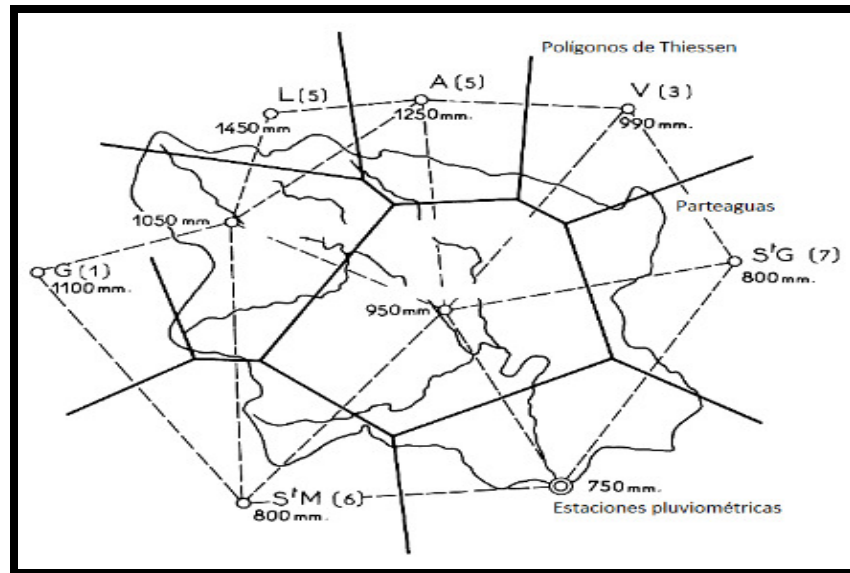 Polígonos de Thiessen
L (5)
A (5)
V (3)
1450 mm.
1250 mm.
990 mm.
1050 mm
Parteaguas
G (1)
1100 mm.
S'G (7)
800 mm.
950 mm
S'M (6)
800 mm.
750 mm.
Estaciones pluviométricas